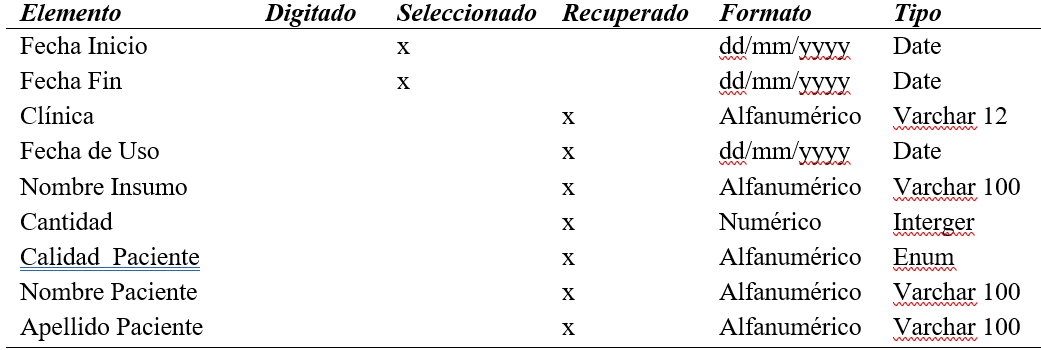 Elemento Digitado Seleccionado Recuperado Formato Tipo
Fecha Inicio x dd/mm/yyyy Date
Fecha Fin x dd/mm/yyyy Date
Clínica x Alfanumérico Varchar 12
Fecha de Uso x dd/mm/yyyy Date
Nombre Insumo x Alfanumérico Varchar 100
Cantidad x Numérico Interger
Calidad  Paciente x Alfanumérico Enum
Nombre Paciente x Alfanumérico Varchar 100
Apellido Paciente x Alfanumérico Varchar 100